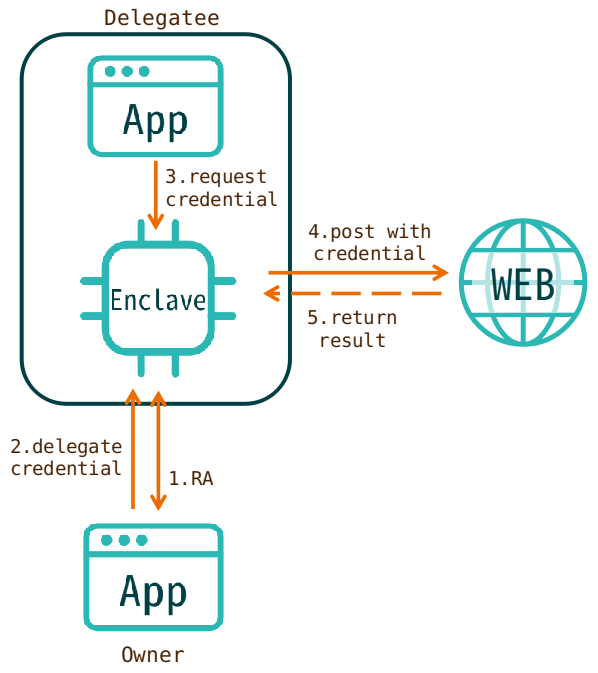 Delegatee
App
3.request
credential
4.post with
credential
WEB
Enclave
5.return
result
2.delegate
credential
1.RA
App
Owner